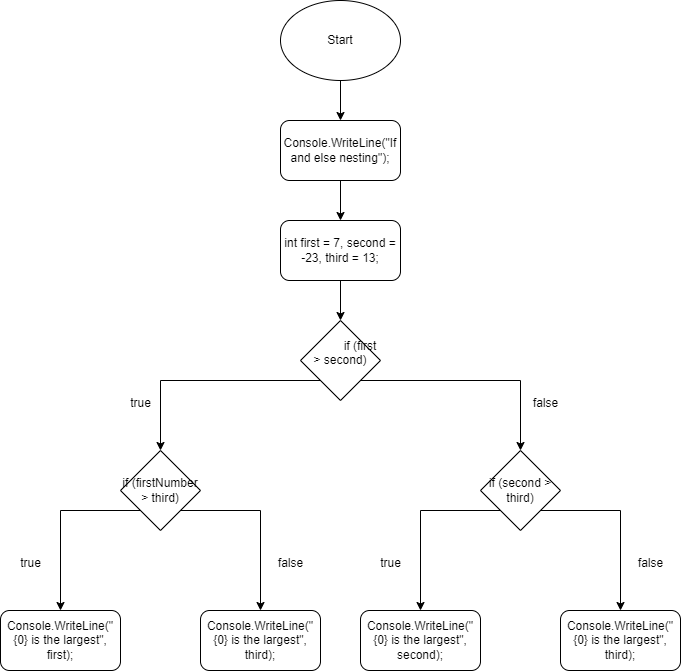 Start
Console.WriteLine("If
and else nesting");
int first = 7, second =
-23, third = 13;
if (first
> second)
true
false
if (firstNumber
> third)
if (second >
third)
true
false
true
false
Console.WriteLine("
{0} is the largest",
first);
Console.WriteLine("
{0} is the largest",
third);
Console.WriteLine("
{0} is the largest",
second);
Console.WriteLine("
{0} is the largest",
third);